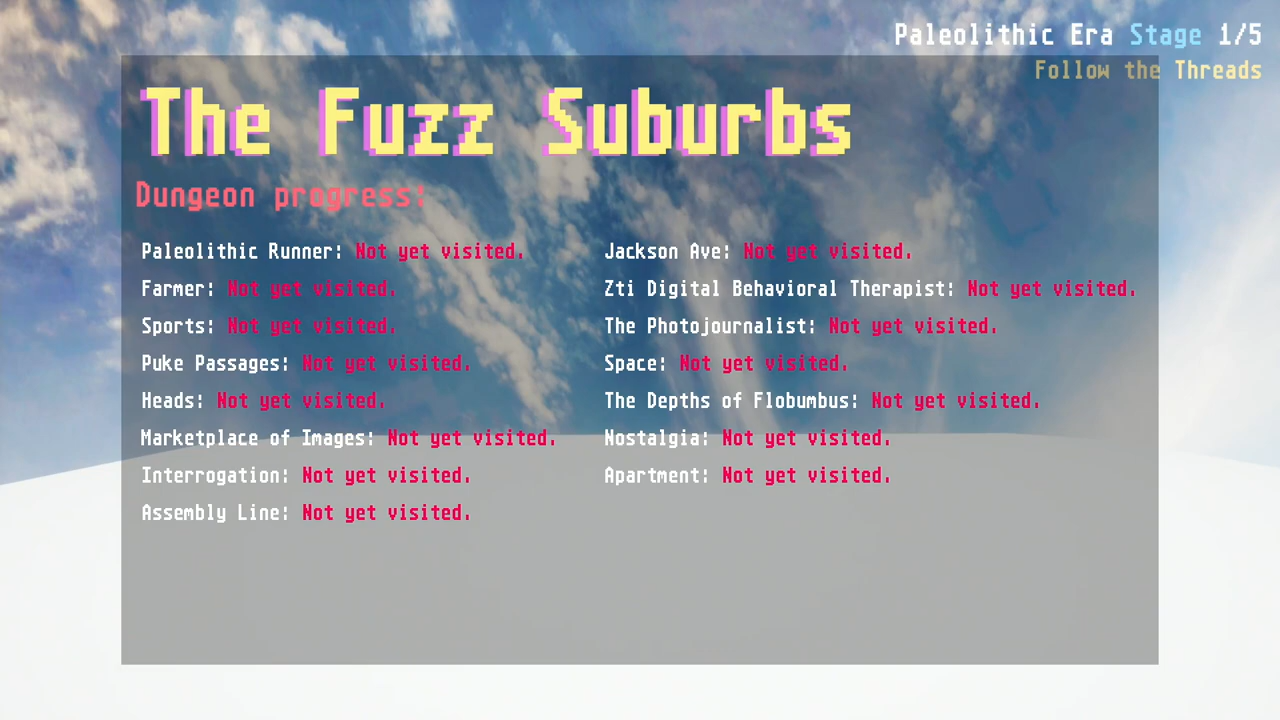 Paleolithic Era Stage 1/5
Follow the Threads
The Fuzz Suburbs
Dungeon progress:
Paleolithic Runner: Not yet visited.
Farmer: Not yet visited.
Sports: Not yet visited.
Puke Passages: Not yet visited.
Heads: Not yet visited.
Marketplace of Images: Not yet visited.
Interrogation: Not yet visited.
Assembly Line: Not yet visited.
Jackson Ave: Not yet visited.
Zti Digital Behavioral Therapist: Not yet visited.
The Photojournalist: Not yet visited.
Space: Not yet visited.
The Depths of Flobumbus: Not yet visited.
Nostalgia: Not yet visited.
Apartment: Not yet visited.